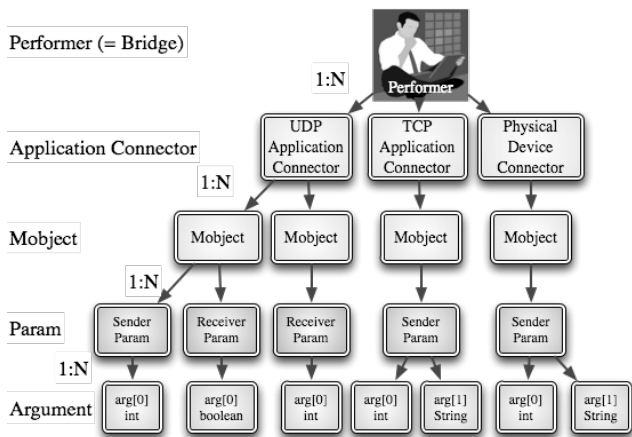 Performer (= Bridge)
1:N
Performer
Application Connector
UDP
Application
Connector
TCP
Application
Connector
Physical
Device
Connector
1:N
Mobject
Mobject
Mobject
Mobject
Mobject
1:N
Param
Sender
Param
Receiver
Param
Receiver
Param
Sender
Param
Sender
Param
1:N
Argument
arg[0]
int
arg[0]
boolean
arg[0]
int
arg[0]
int
arg[1]
String
arg[0]
int
arg[1]
String